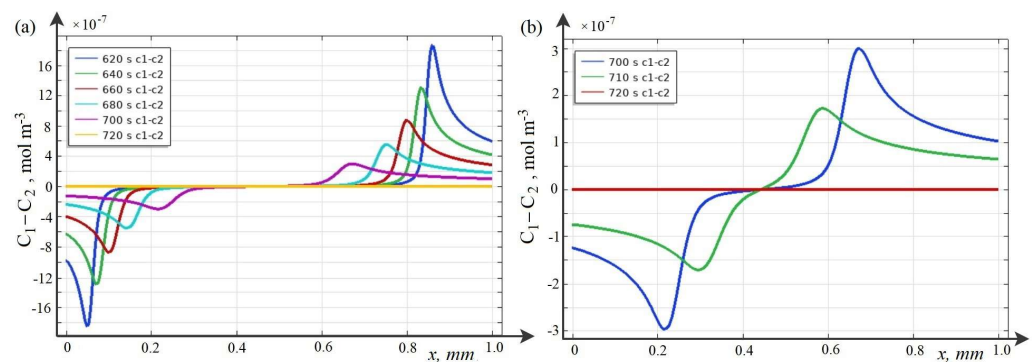 (a)
×10⁻⁷
C₁−C₂ , mol m⁻³
16
12
8
4
0
-4
-8
-12
-16
620 s c1-c2
640 s c1-c2
660 s c1-c2
680 s c1-c2
700 s c1-c2
720 s c1-c2
0 0.2 0.4 0.6 0.8 1.0
x, mm
(b)
×10⁻⁷
C₁−C₂ , mol m⁻³
3
2
1
0
-1
-2
-3
700 s c1-c2
710 s c1-c2
720 s c1-c2
0 0.2 0.4 0.6 0.8 1.0
x, mm